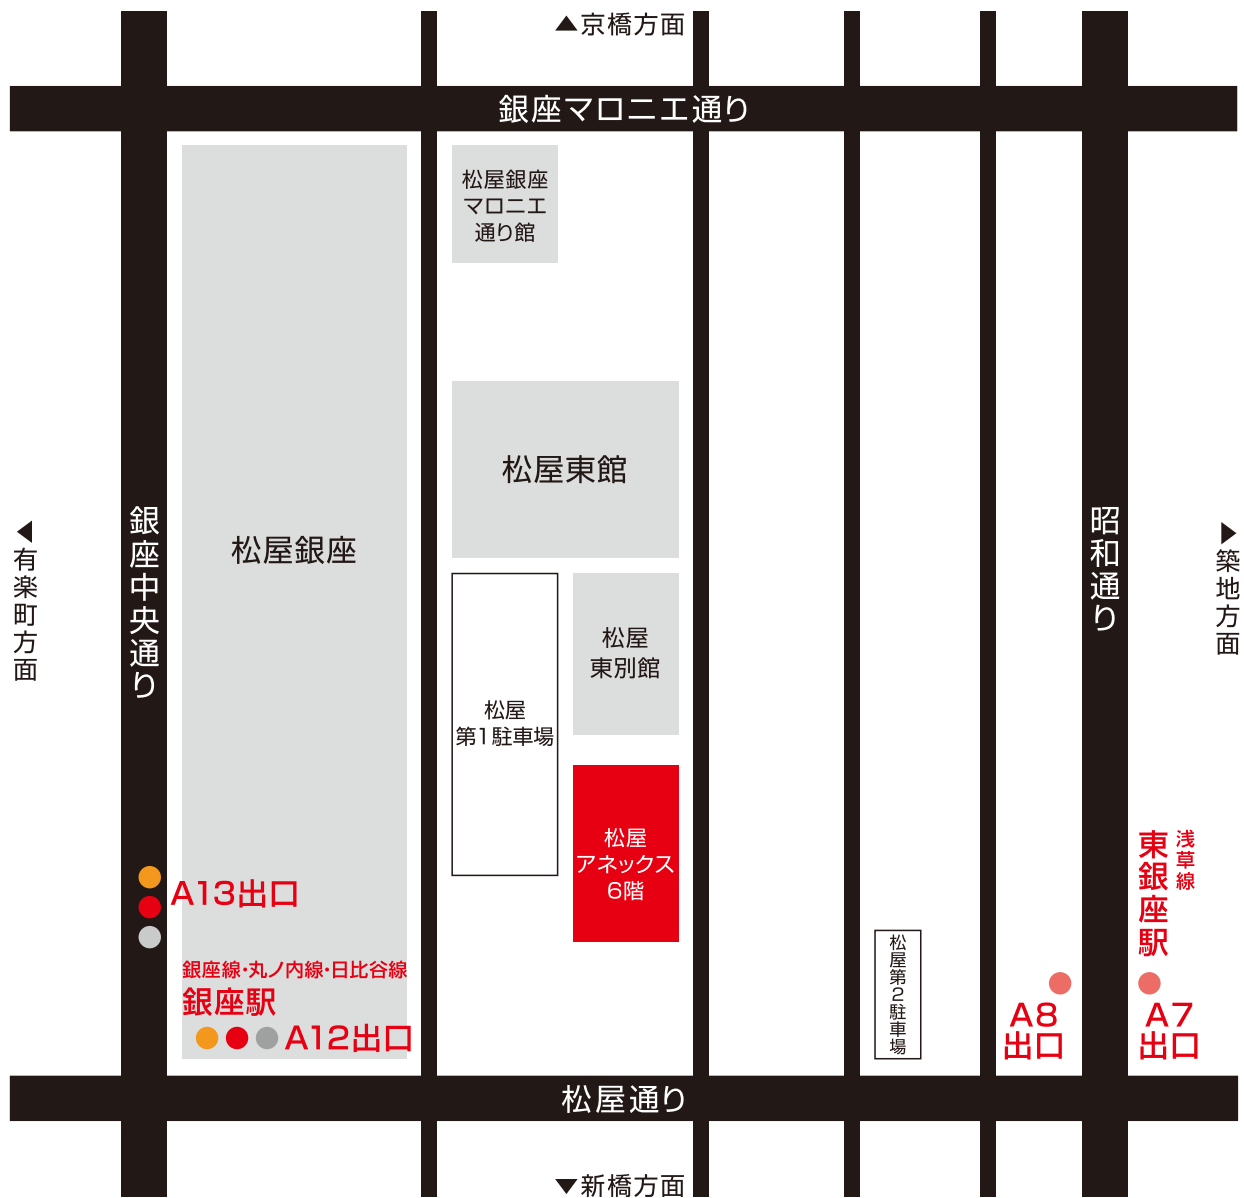 ▲京橋方面
銀座マロニエ通り
松屋銀座
マロニエ
通り館
松屋東館
松屋銀座
銀座中央通り
◀有楽町方面
昭和通り
▶築地方面
松屋
東別館
松屋
第1駐車場
松屋
アネックス
6階
A13出口
銀座線・丸ノ内線・日比谷線
銀座駅
A12出口
松屋第2駐車場
浅草線
東銀座駅
A8
出口
A7
出口
松屋通り
▼新橋方面